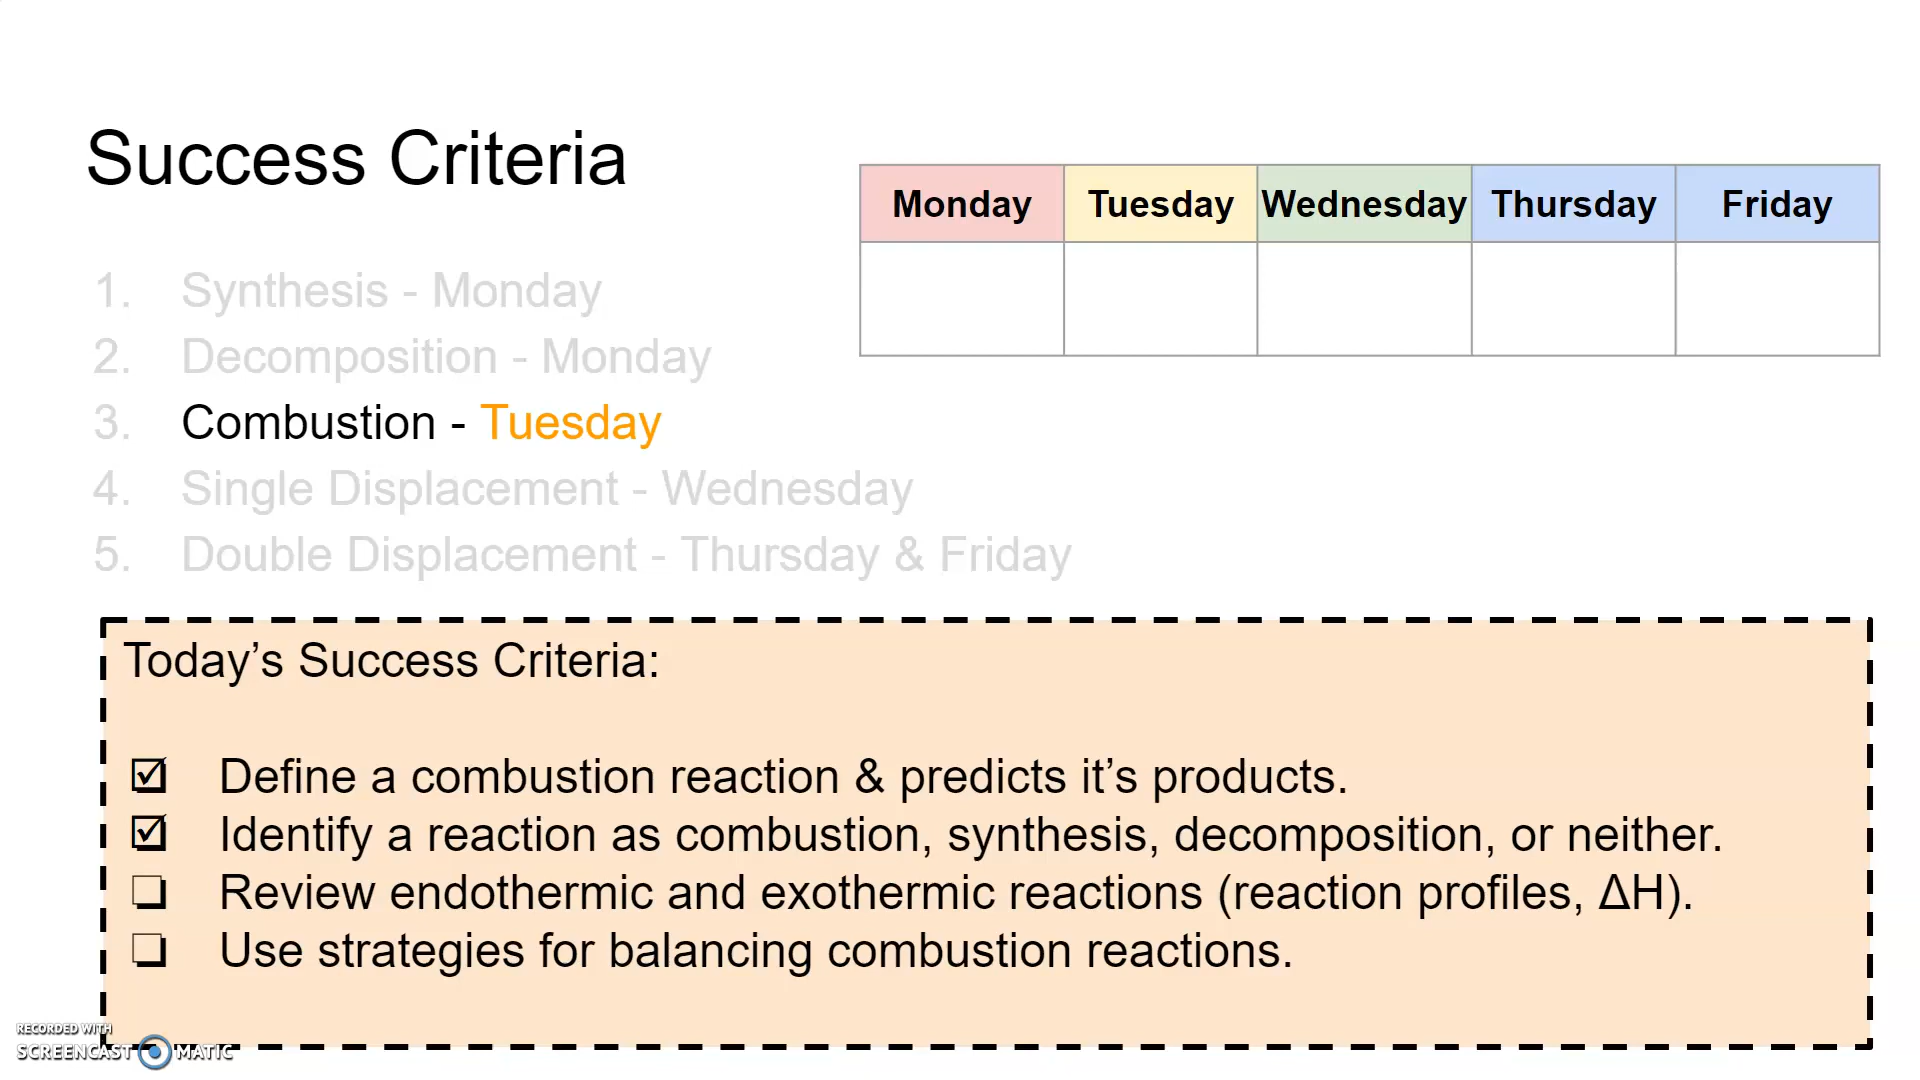 Success Criteria
Monday Tuesday Wednesday Thursday Friday
1. Synthesis - Monday
2. Decomposition - Monday
3. Combustion - Tuesday
4. Single Displacement - Wednesday
5. Double Displacement - Thursday & Friday
Today’s Success Criteria:
☑ Define a combustion reaction & predicts it’s products.
☑ Identify a reaction as combustion, synthesis, decomposition, or neither.
❏ Review endothermic and exothermic reactions (reaction profiles, ΔH).
❏ Use strategies for balancing combustion reactions.
RECORDED WITH
SCREENCAST MATIC